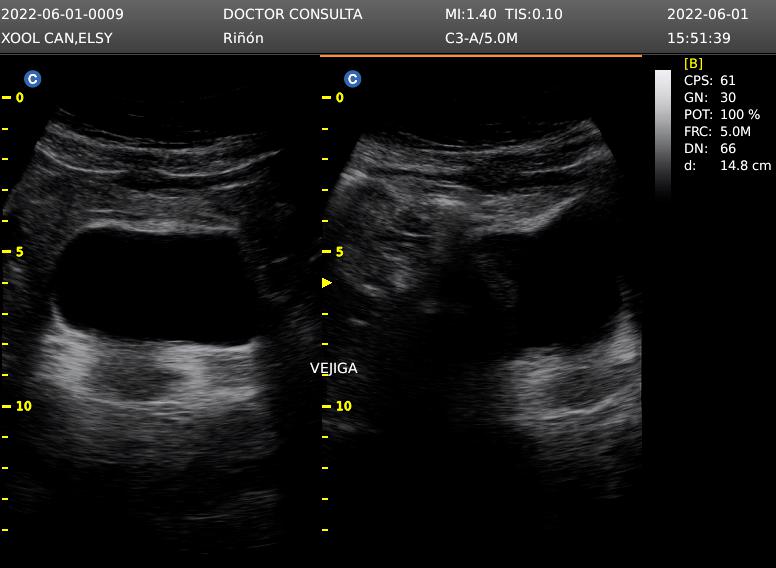 2022-06-01-0009 DOCTOR CONSULTA MI:1.40 TIS:0.10 2022-06-01
XOOL CAN,ELSY Riñón C3-A/5.0M 15:51:39
[B]
CPS: 61
GN: 30
POT: 100 %
FRC: 5.0M
DN: 66
d: 14.8 cm
C
C
0
0
5
5
VEJIGA
10
10